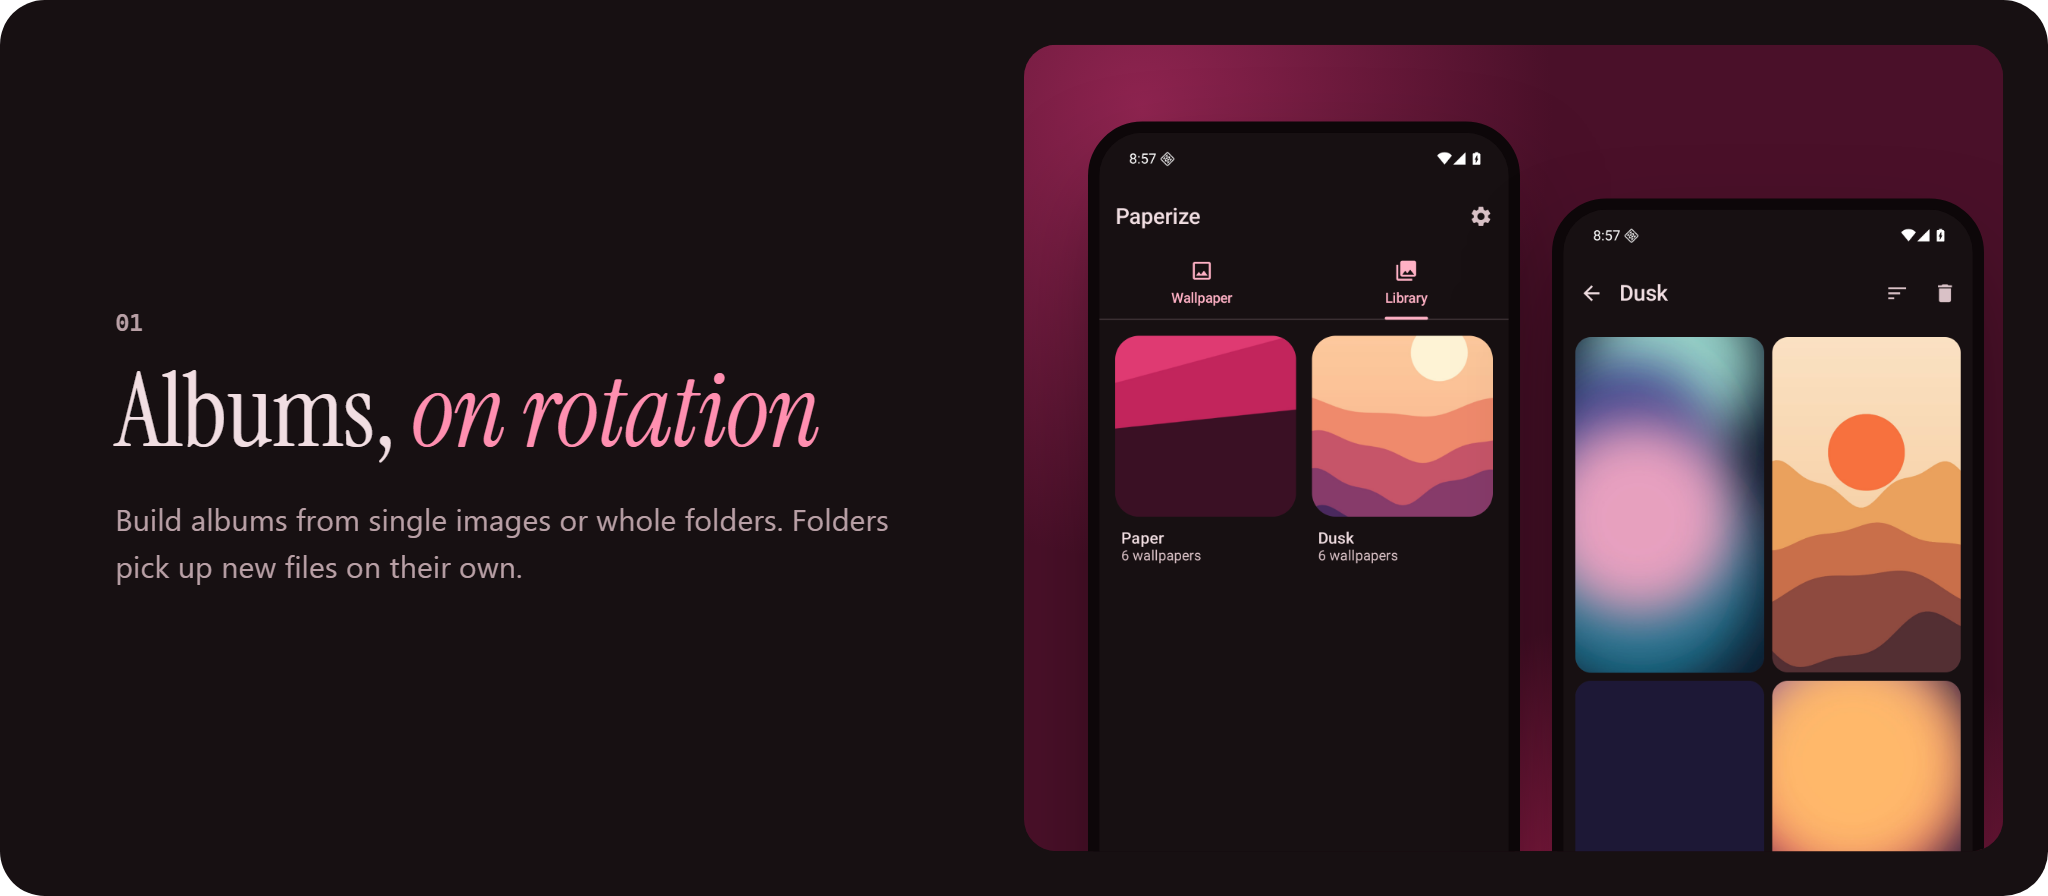 01
Albums, on rotation
Build albums from single images or whole folders. Folders
pick up new files on their own.
8:57
Paperize
Wallpaper
Library
Paper
6 wallpapers
Dusk
6 wallpapers
8:57
Dusk